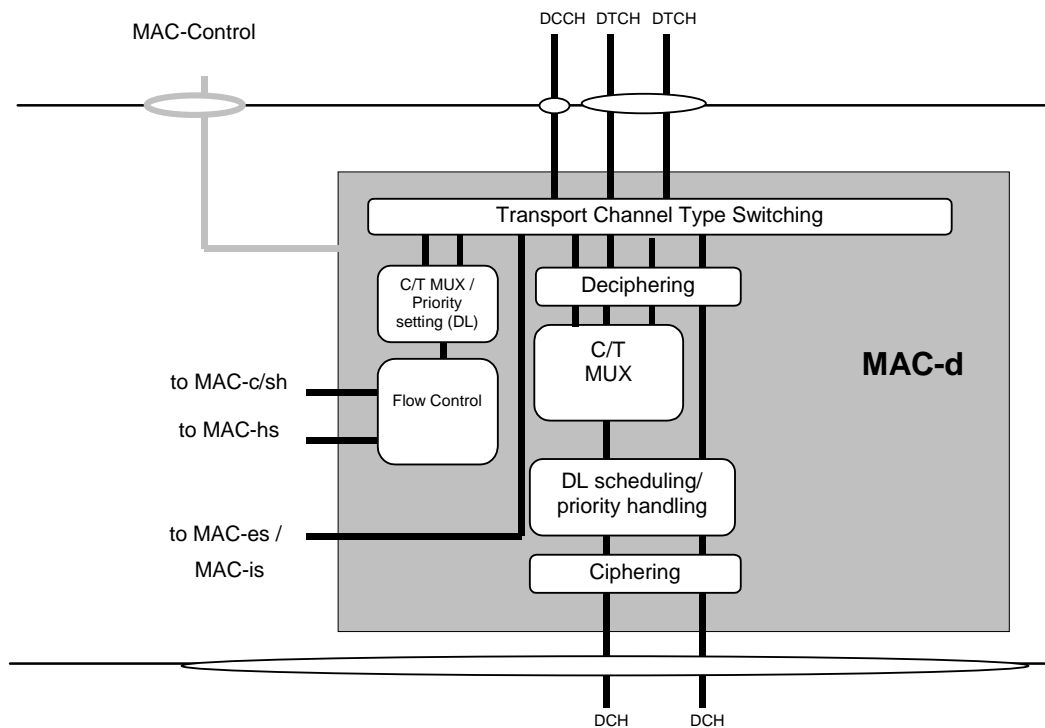 DCCH DTCH DTCH
MAC-Control
Transport Channel Type Switching
C/T MUX /
Priority
setting (DL)
Deciphering
C/T
MUX
MAC-d
to MAC-c/sh
Flow Control
to MAC-hs
DL scheduling/
priority handling
to MAC-es /
MAC-is
Ciphering
DCH DCH